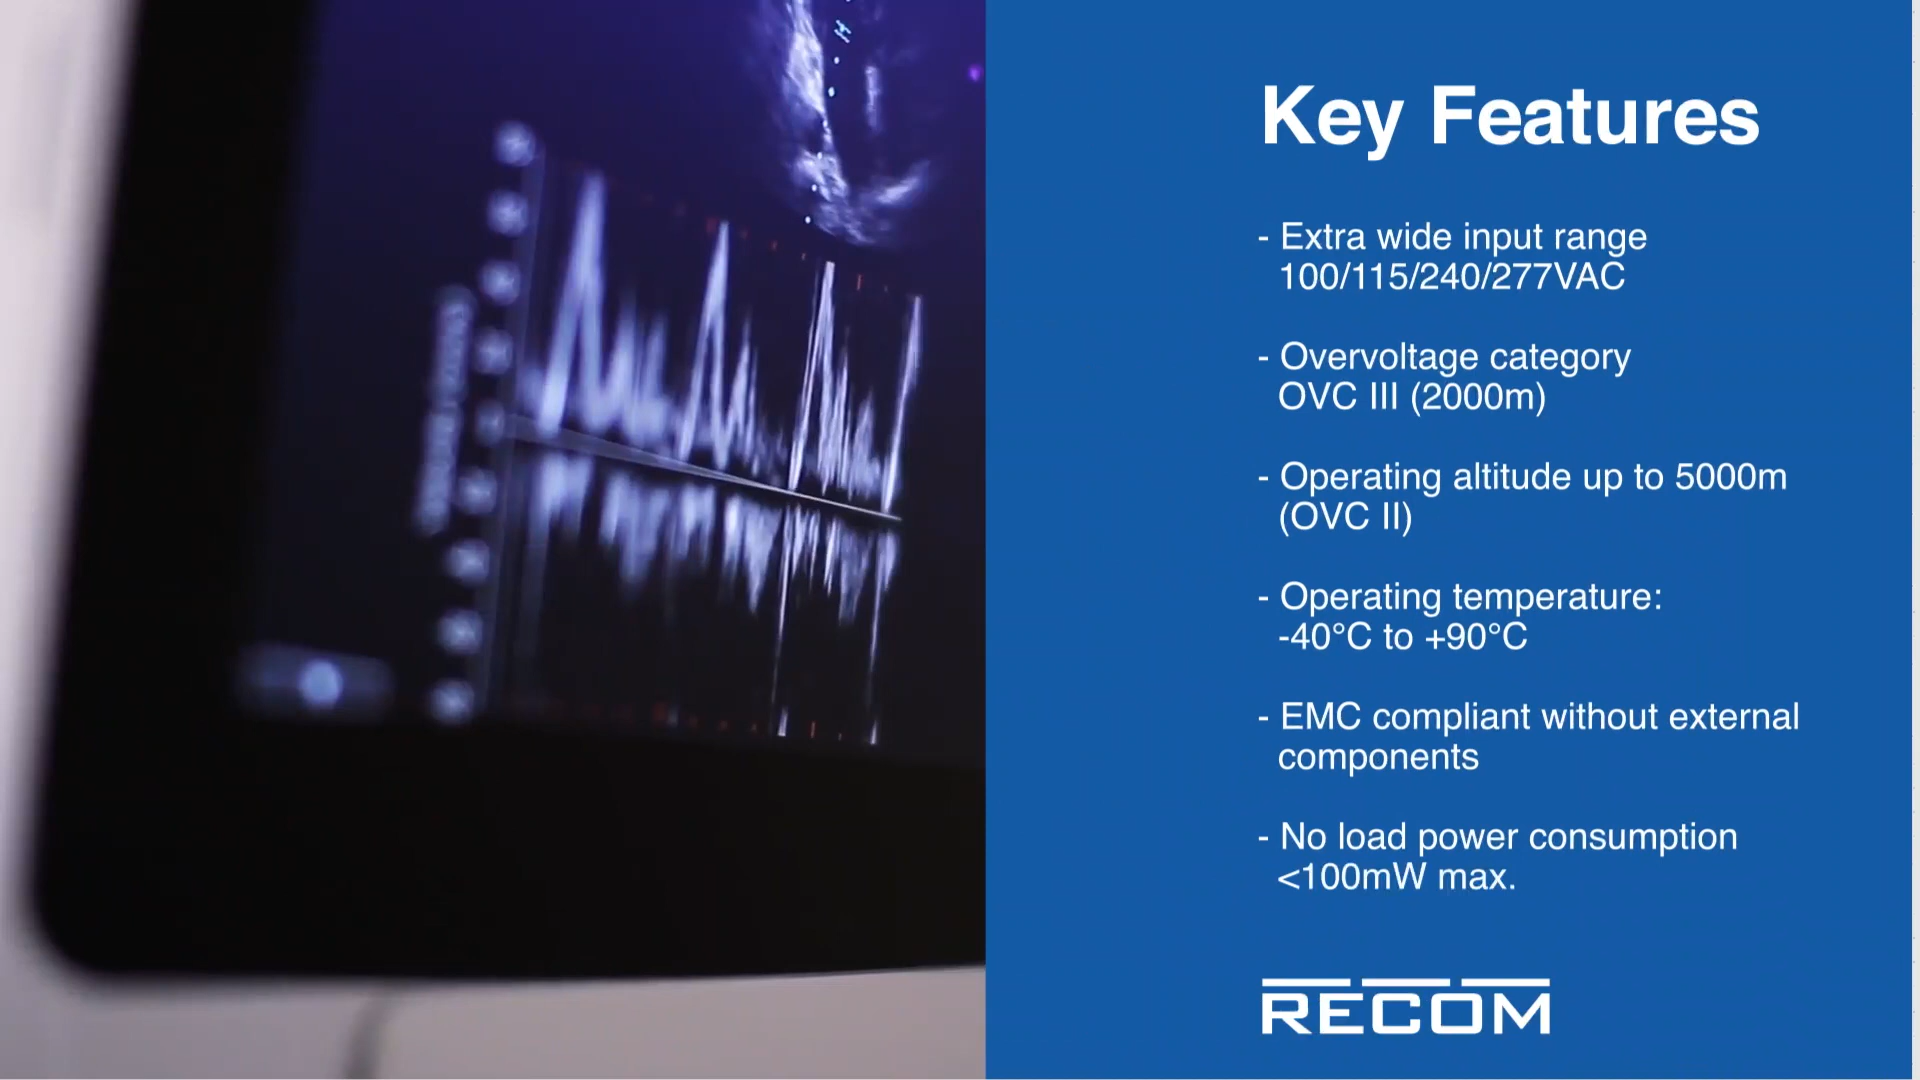 Key Features
- Extra wide input range
100/115/240/277VAC
- Overvoltage category
OVC III (2000m)
- Operating altitude up to 5000m
(OVC II)
- Operating temperature:
-40°C to +90°C
- EMC compliant without external
components
- No load power consumption
<100mW max.
RECOM